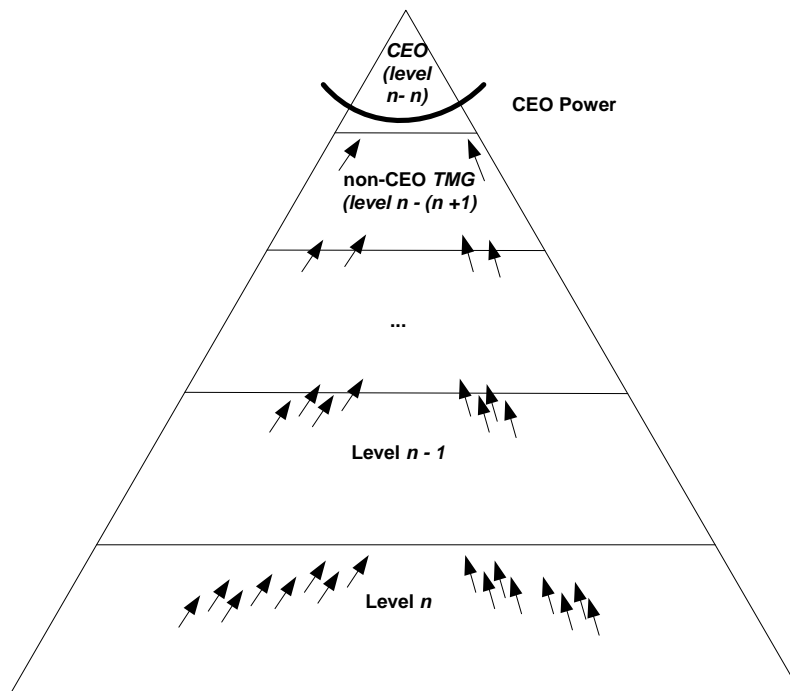 CEO
(level
n- n)
CEO Power
non-CEO TMG
(level n - (n +1)
...
Level n - 1
Level n